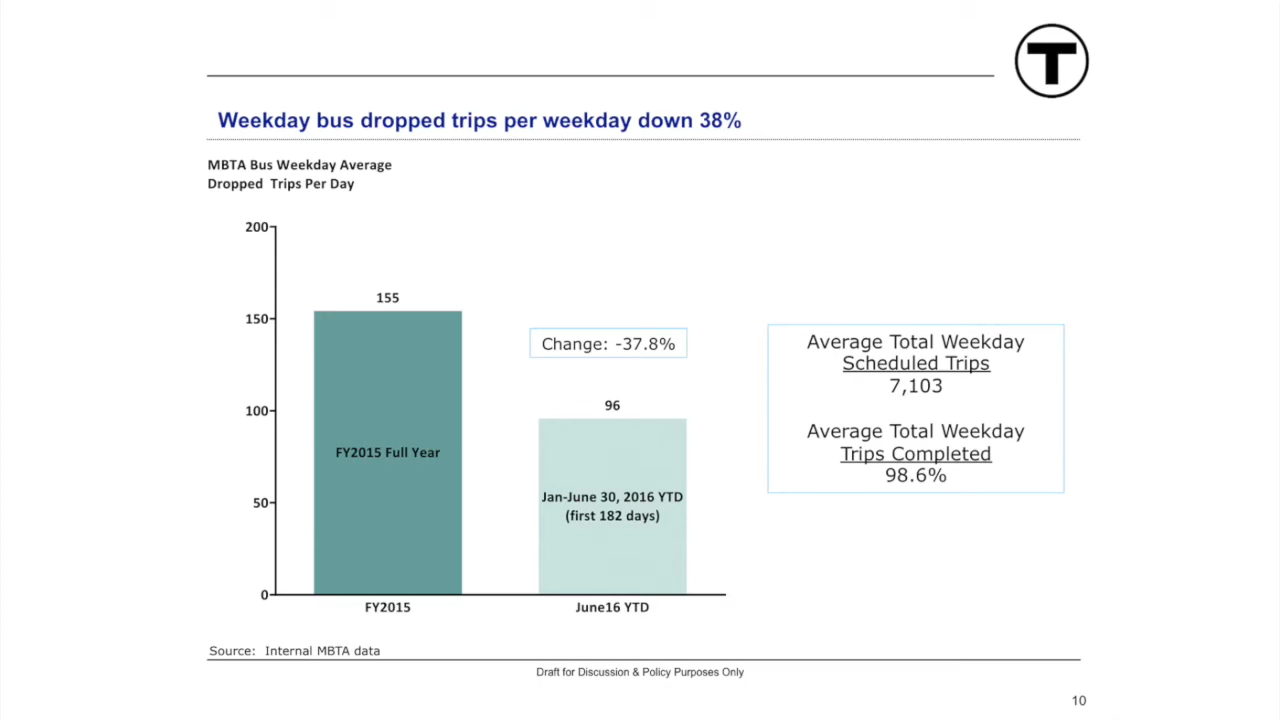 T
Weekday bus dropped trips per weekday down 38%
MBTA Bus Weekday Average
Dropped Trips Per Day
200
150
100
50
0
155
FY2015 Full Year
Change: -37.8%
96
Jan-June 30, 2016 YTD
(first 182 days)
FY2015
June16 YTD
Average Total Weekday
Scheduled Trips
7,103
Average Total Weekday
Trips Completed
98.6%
Source: Internal MBTA data
Draft for Discussion & Policy Purposes Only
10